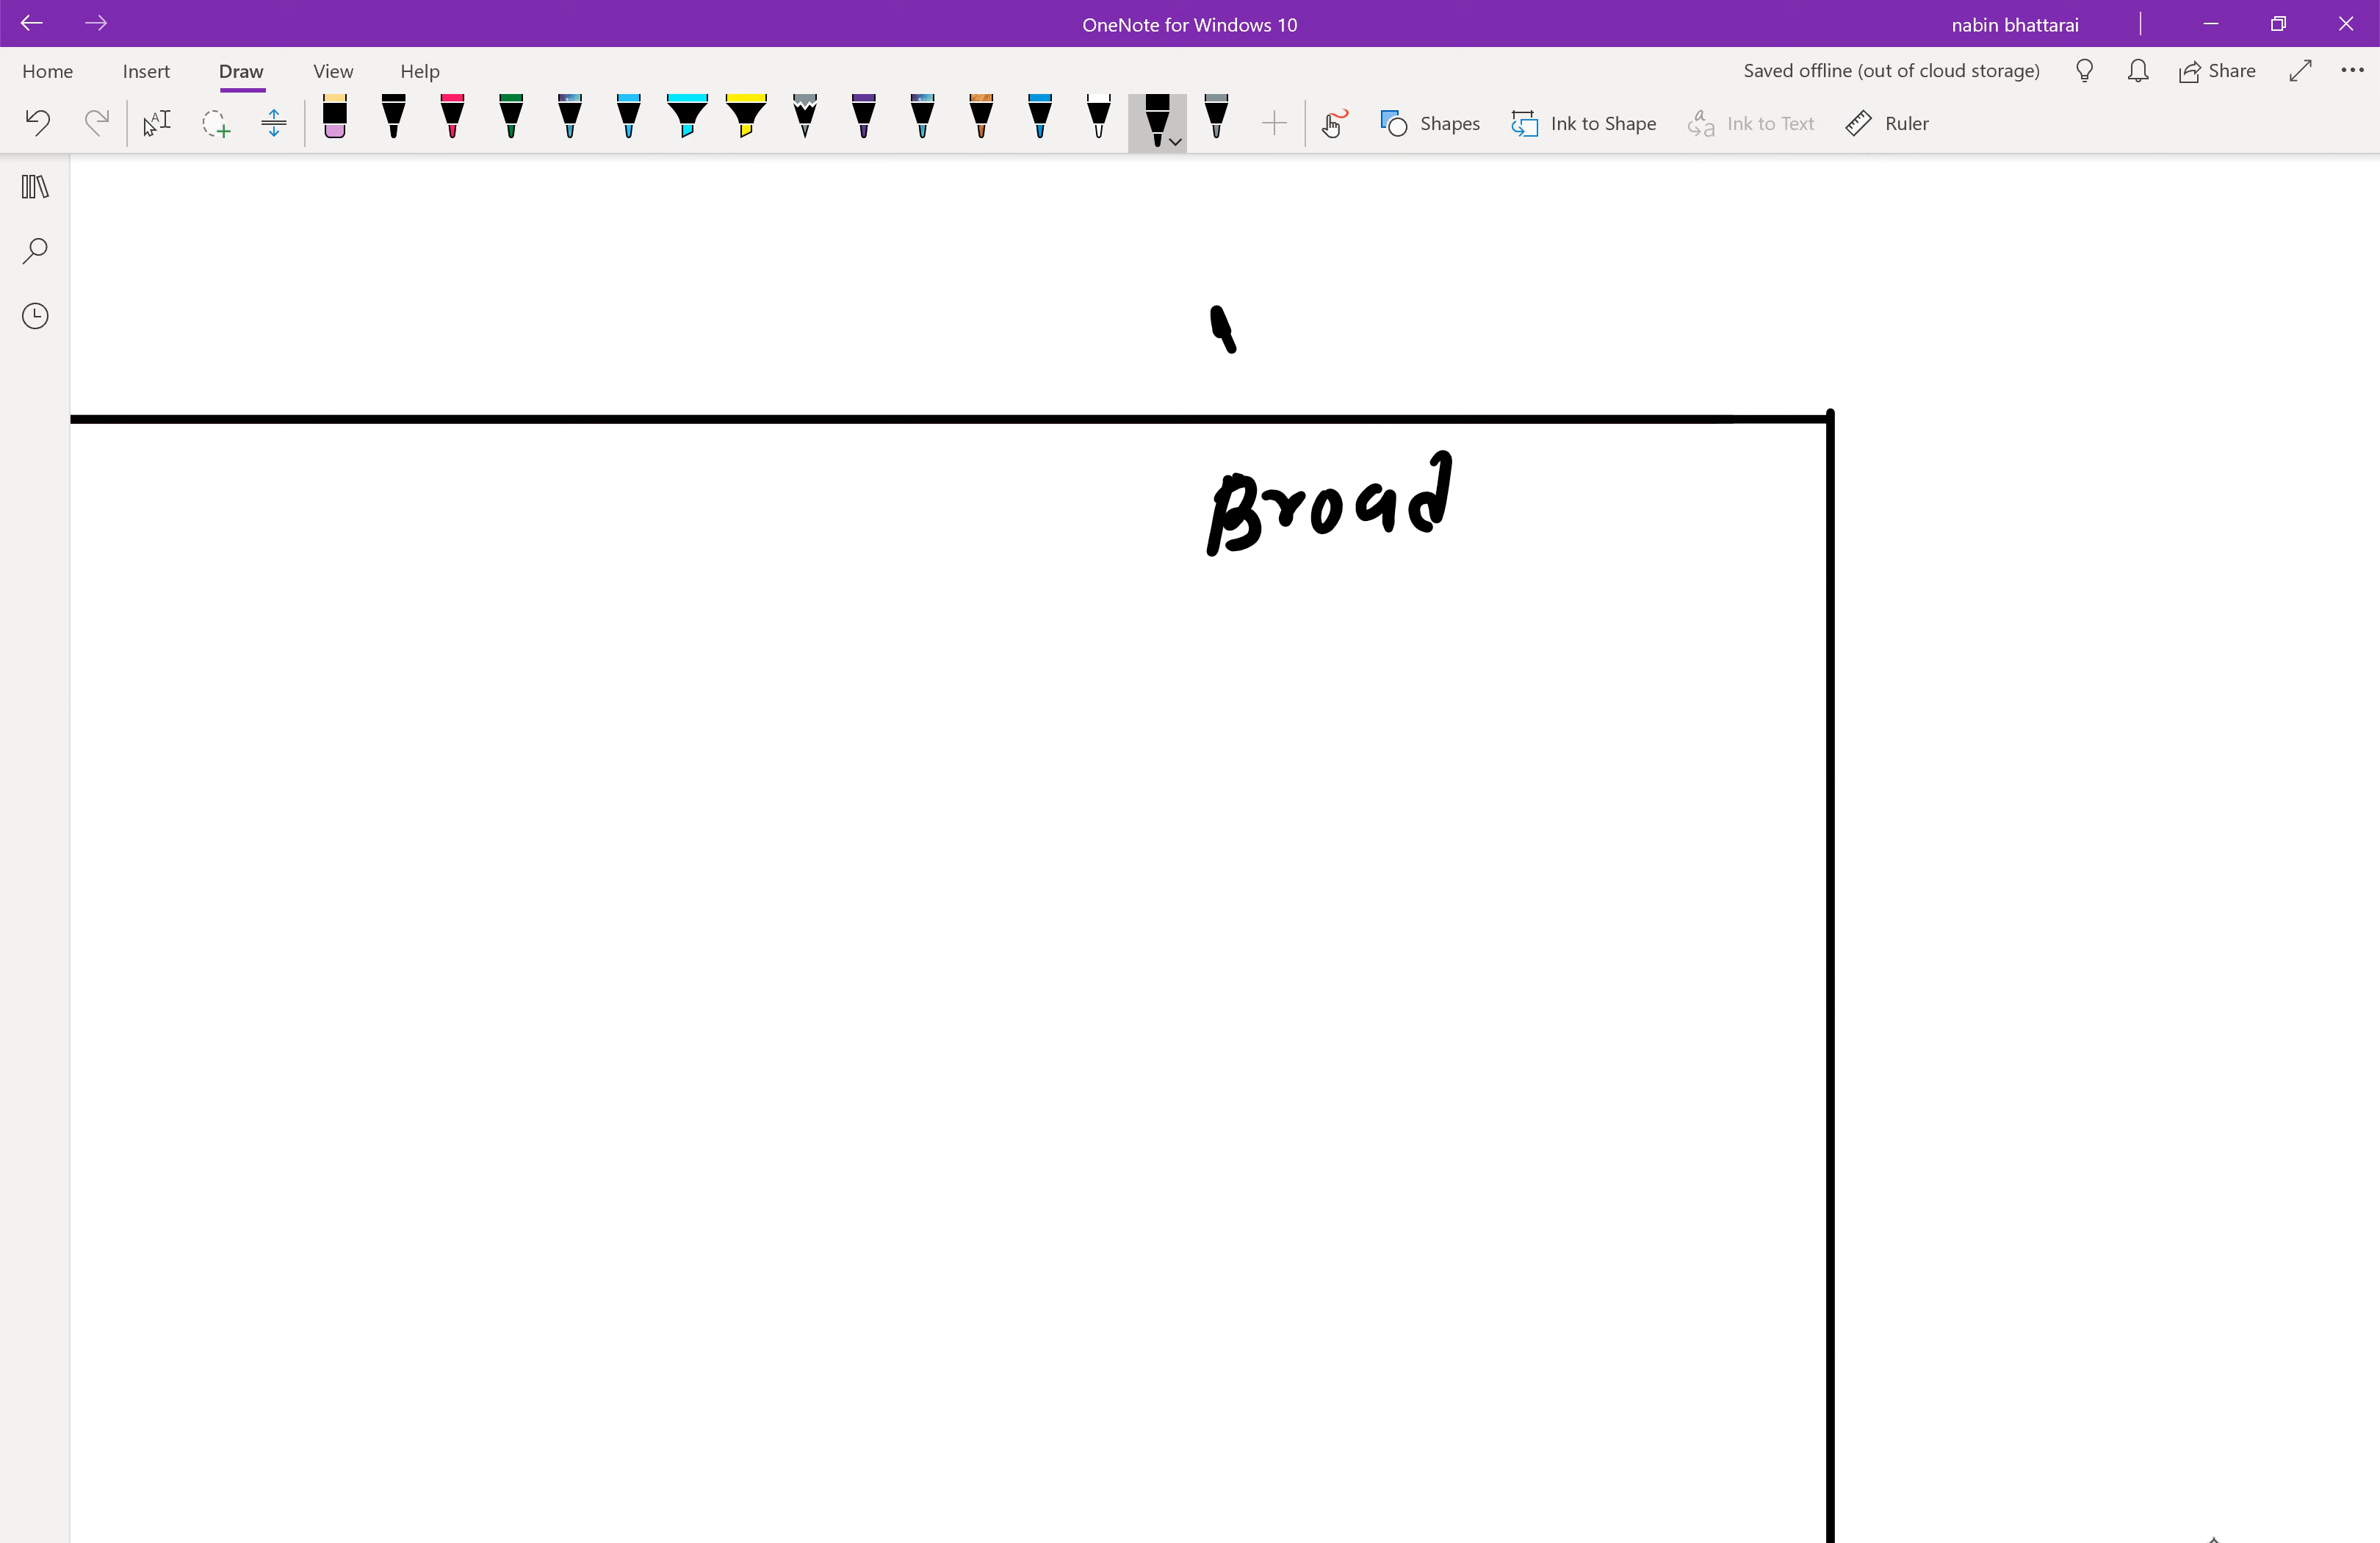 OneNote for Windows 10
nabin bhattarai
Home Insert Draw View Help
Saved offline (out of cloud storage)
Share
Shapes
Ink to Shape
Ink to Text
Ruler
Broad